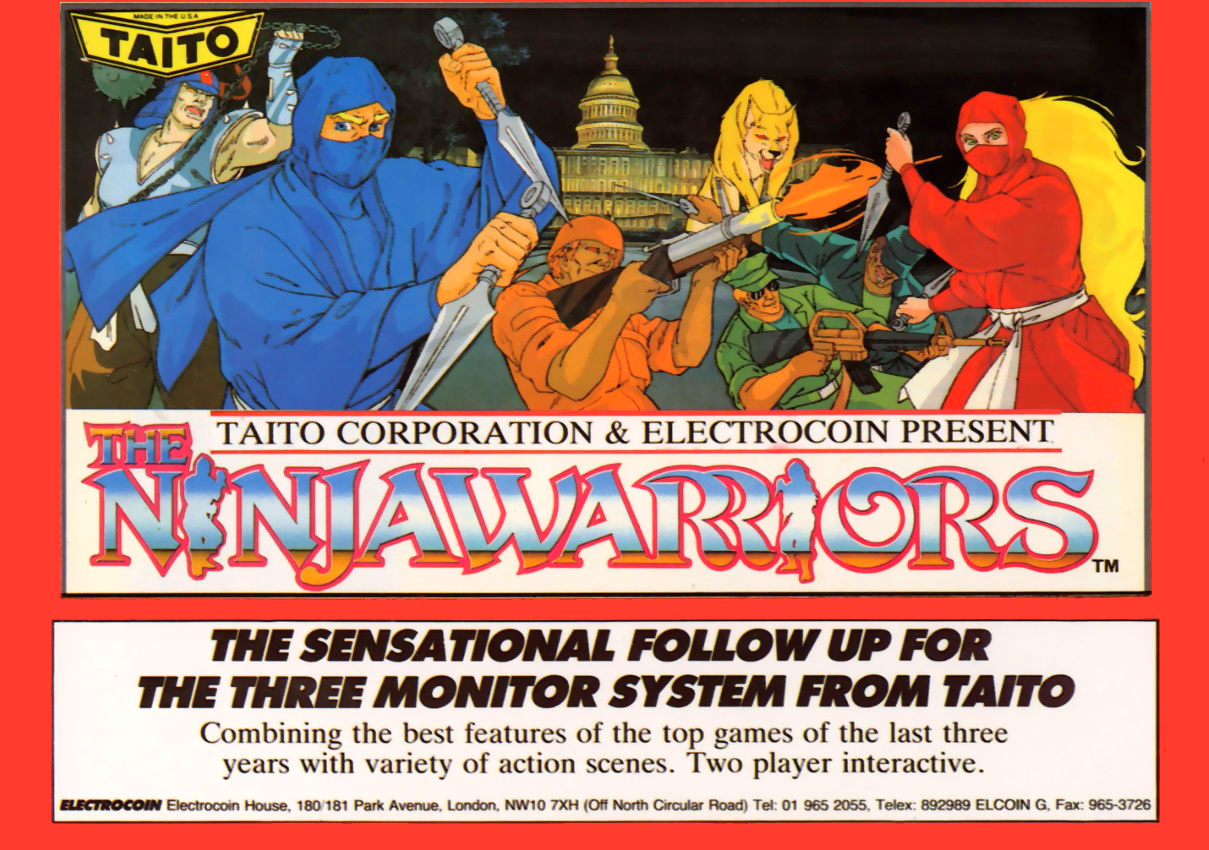 MADE IN THE U.S.A
TAITO
TAITO CORPORATION & ELECTROCOIN PRESENT
THE
NINJAWARRIORS
TM
THE SENSATIONAL FOLLOW UP FOR
THE THREE MONITOR SYSTEM FROM TAITO
Combining the best features of the top games of the last three
years with variety of action scenes. Two player interactive.
ELECTROCOIN Electrocoin House, 180/181 Park Avenue, London, NW10 7XH (Off North Circular Road) Tel: 01 965 2055, Telex: 892989 ELCOIN G, Fax: 965-3726